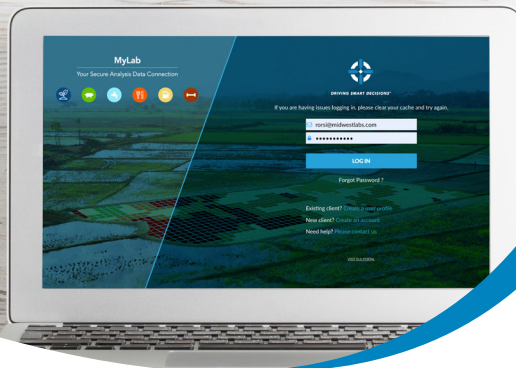 MyLab
Your Secure Analysis Data Connection
DRIVING SMART DECISIONS
If you are having issues logging in, please clear your cache and try again.
rorsi@midwestlabs.com
LOG IN
Forgot Password ?
Existing client? Create a user profile
New client? Create an account
Need help? Please contact us